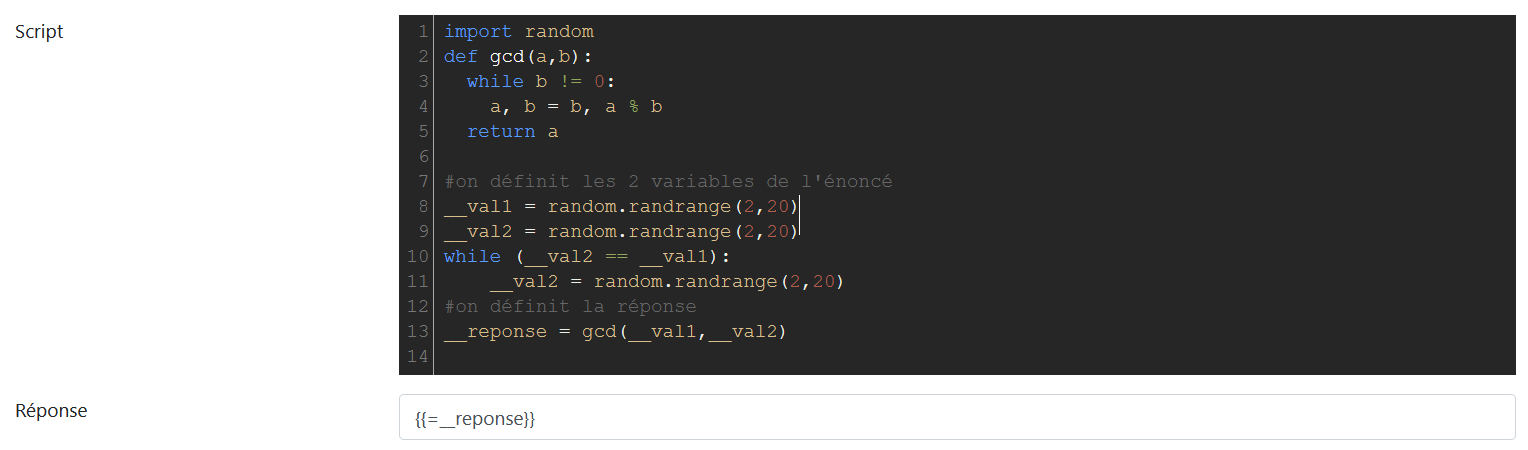 Script
1 import random
2 def gcd(a,b):
3   while b != 0:
4     a, b = b, a % b
5   return a
6
7 #on définit les 2 variables de l'énoncé
8 __val1 = random.randrange(2,20)
9 __val2 = random.randrange(2,20)
10 while (__val2 == __val1):
11     __val2 = random.randrange(2,20)
12 #on définit la réponse
13 __reponse = gcd(__val1,__val2)
14
Réponse
{{=__reponse}}